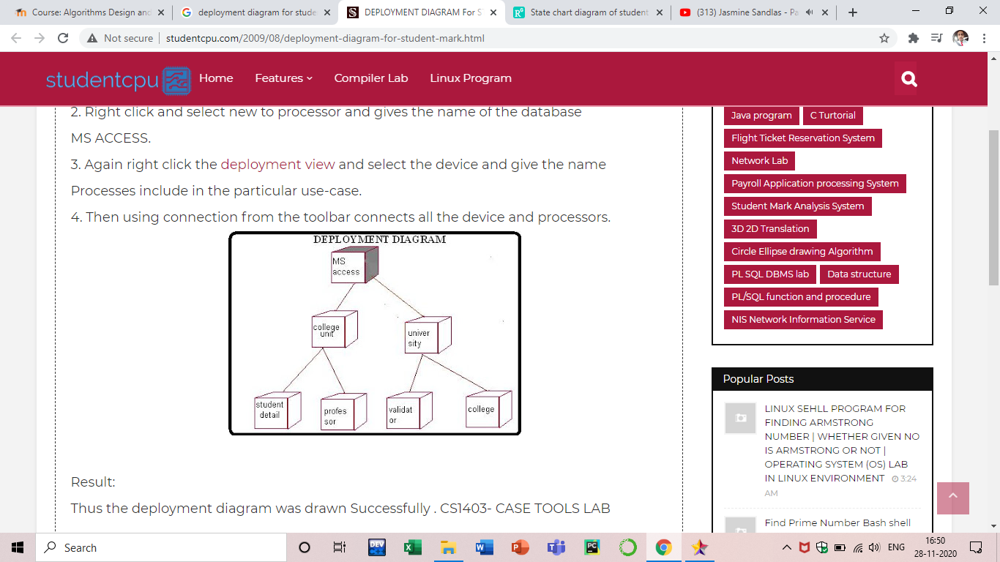 Course: Algorithms Design and
deployment diagram for stude
DEPLOYMENT DIAGRAM For S
State chart diagram of student
(313) Jasmine Sandlas - Pa
Not secure
studentcpu.com/2009/08/deployment-diagram-for-student-mark.html
studentcpu
Home
Features
Compiler Lab
Linux Program
2. Right click and select new to processor and gives the name of the database
MS ACCESS.
3. Again right click the deployment view and select the device and give the name
Processes include in the particular use-case.
4. Then using connection from the toolbar connects all the device and processors.
DEPLOYMENT DIAGRAM
MS
access
college
unit
univer
sity
student
detail
profes
sor
validat
or
college
Result:
Thus the deployment diagram was drawn Successfully . CS1403- CASE TOOLS LAB
Java program
C Turtorial
Flight Ticket Reservation System
Network Lab
Payroll Application processing System
Student Mark Analysis System
3D 2D Translation
Circle Ellipse drawing Algorithm
PL SQL DBMS lab
Data structure
PL/SQL function and procedure
NIS Network Information Service
Popular Posts
LINUX SEHLL PROGRAM FOR
FINDING ARMSTRONG
NUMBER | WHETHER GIVEN NO
IS ARMSTRONG OR NOT |
OPERATING SYSTEM (OS) LAB
IN LINUX ENVIRONMENT 3:24
AM
Find Prime Number Bash shell
Search
DEV
C++
ENG
16:50
28-11-2020